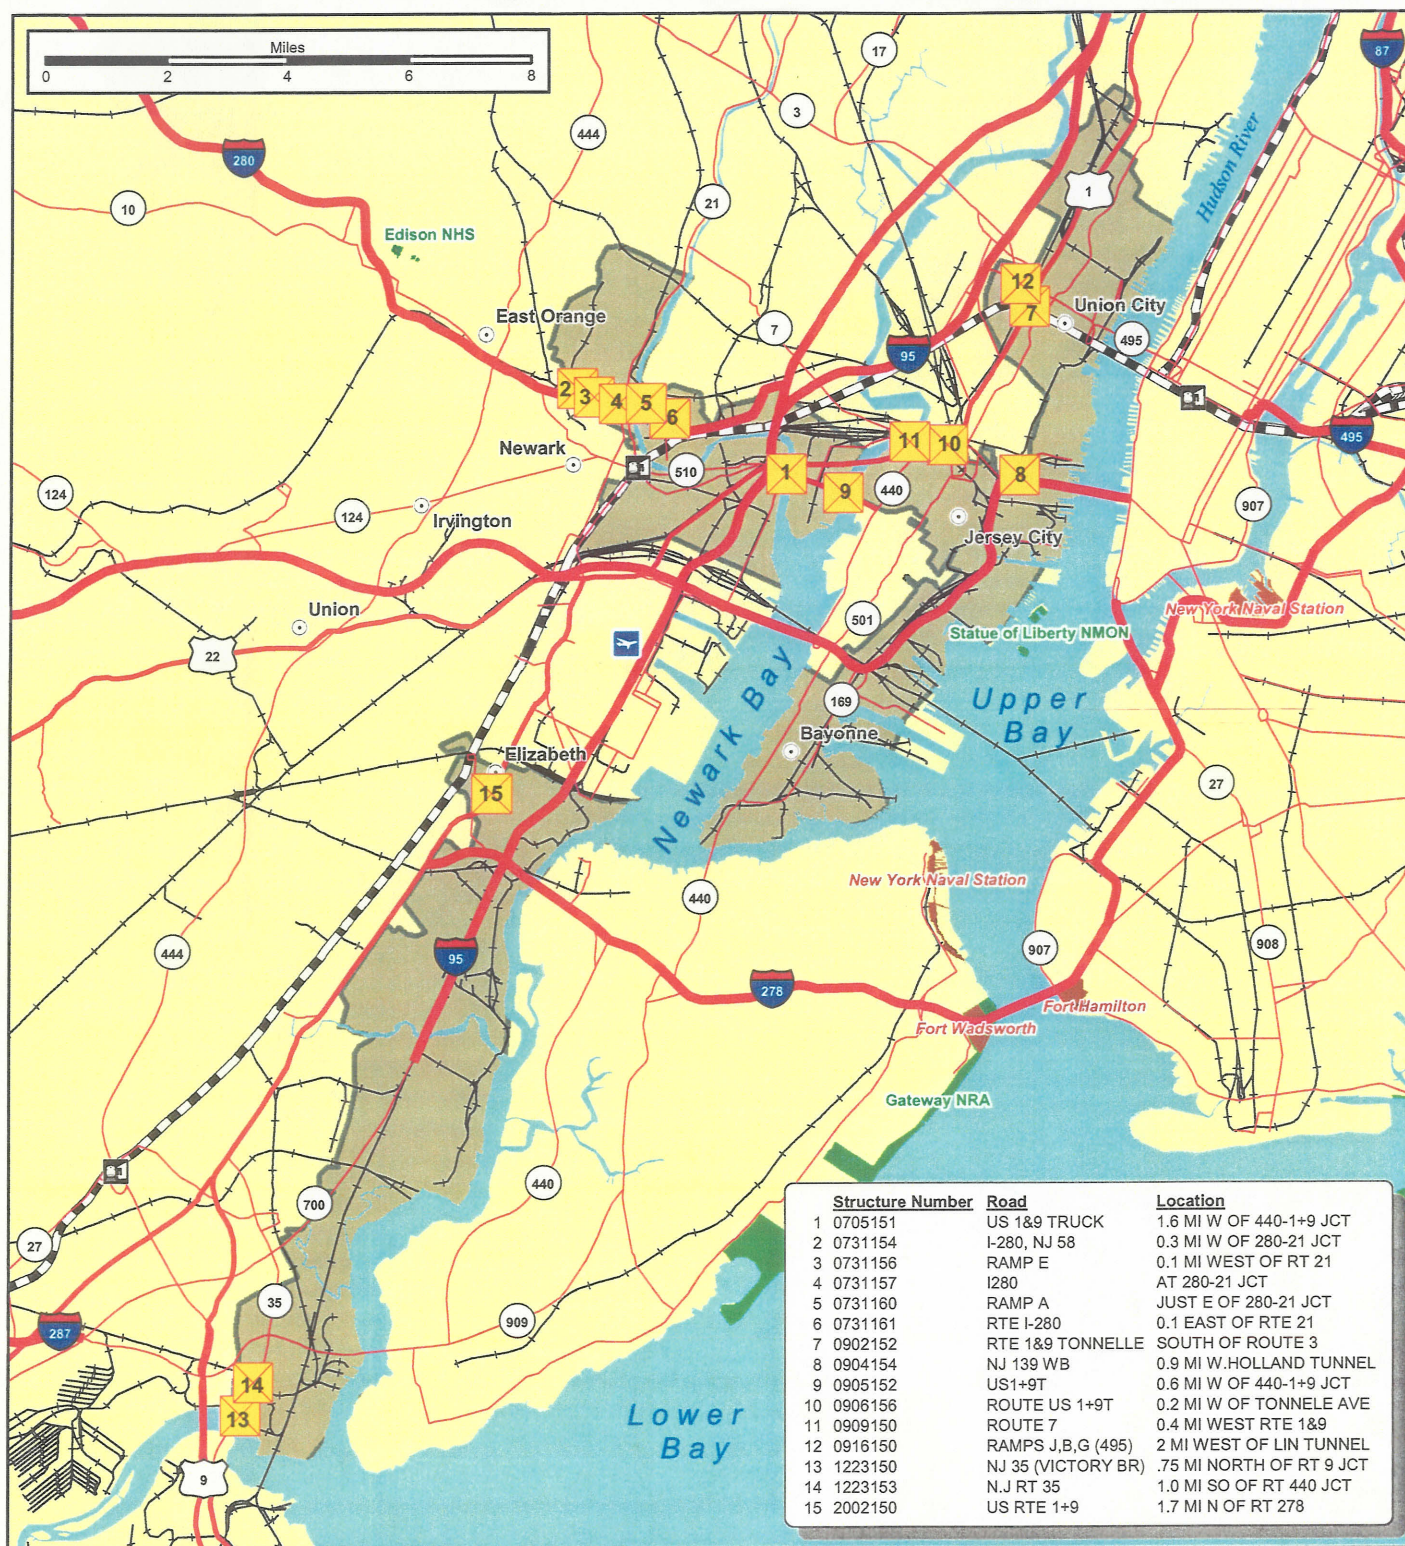 Miles
0 2 4 6 8
17
87
3
444
280
Hudson River
1
10
21
Edison NHS
12
East Orange
7
Union City
7
495
95
2 3 4 5 6
495
11 10
Newark
510
1
8
9
440
124
907
124
Irvington
Jersey City
Union
501
New York Naval Station
Statue of Liberty NMON
22
Newark Bay
169
Upper
Bay
Bayonne
Elizabeth
27
15
New York Naval Station
440
907
908
444
95
278
Fort Hamilton
Fort Wadsworth
Gateway NRA
440
700
27
35
909
287
14
13
Lower
Bay
9
Structure Number Road Location
1 0705151 US 1&9 TRUCK 1.6 MI W OF 440-1+9 JCT
2 0731154 I-280, NJ 58 0.3 MI W OF 280-21 JCT
3 0731156 RAMP E 0.1 MI WEST OF RT 21
4 0731157 I280 AT 280-21 JCT
5 0731160 RAMP A JUST E OF 280-21 JCT
6 0731161 RTE I-280 0.1 EAST OF RTE 21
7 0902152 RTE 1&9 TONNELLE SOUTH OF ROUTE 3
8 0904154 NJ 139 WB 0.9 MI W.HOLLAND TUNNEL
9 0905152 US1+9T 0.6 MI W OF 440-1+9 JCT
10 0906156 ROUTE US 1+9T 0.2 MI W OF TONNELE AVE
11 0909150 ROUTE 7 0.4 MI WEST RTE 1&9
12 0916150 RAMPS J,B,G (495) 2 MI WEST OF LIN TUNNEL
13 1223150 NJ 35 (VICTORY BR) .75 MI NORTH OF RT 9 JCT
14 1223153 N.J RT 35 1.0 MI SO OF RT 440 JCT
15 2002150 US RTE 1+9 1.7 MI N OF RT 278